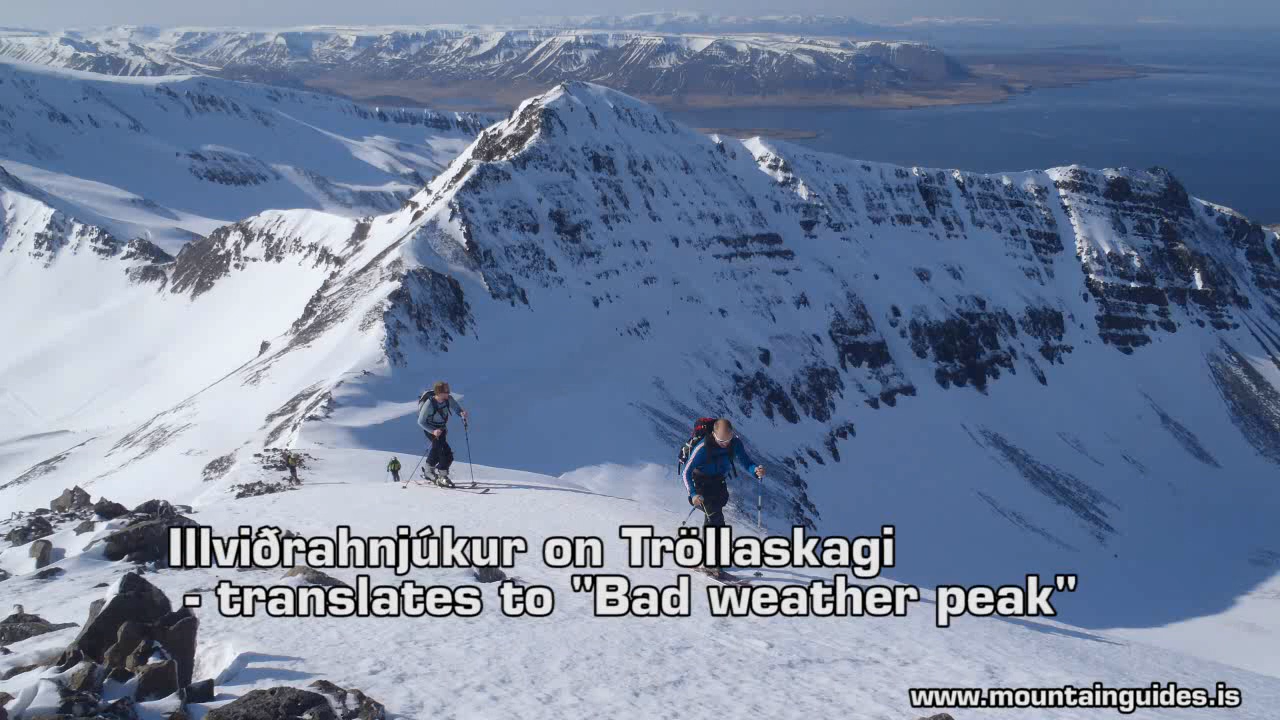 Illviðrahnjúkur on Tröllaskagi
- translates to "Bad weather peak"
www.mountainguides.is